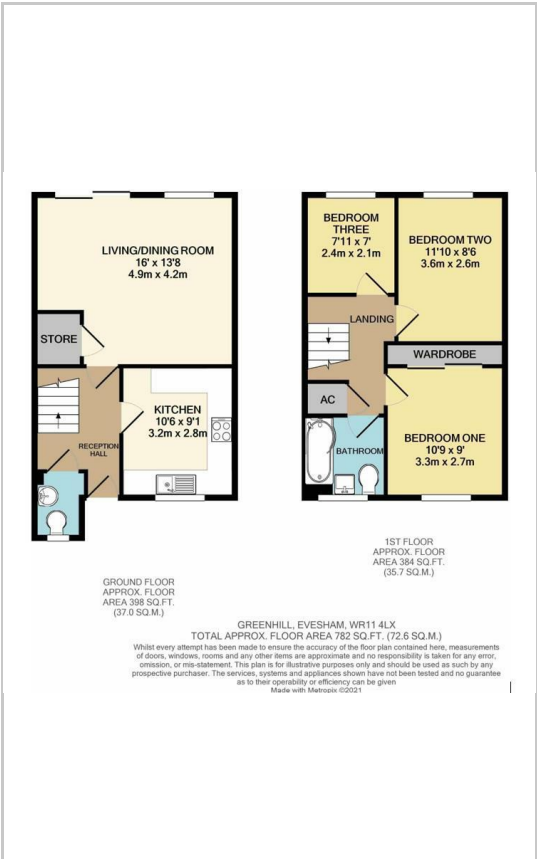 LIVING/DINING ROOM
16' x 13'8
4.9m x 4.2m
STORE
KITCHEN
10'6 x 9'1
3.2m x 2.8m
RECEPTION
HALL
BEDROOM
THREE
7'11 x 7'
2.4m x 2.1m
BEDROOM TWO
11'10 x 8'6
3.6m x 2.6m
LANDING
WARDROBE
AC
BATHROOM
BEDROOM ONE
10'9 x 9'
3.3m x 2.7m
GROUND FLOOR
APPROX. FLOOR
AREA 398 SQ.FT.
(37.0 SQ.M.)
1ST FLOOR
APPROX. FLOOR
AREA 384 SQ.FT.
(35.7 SQ.M.)
GREENHILL, EVESHAM, WR11 4LX
TOTAL APPROX. FLOOR AREA 782 SQ.FT. (72.6 SQ.M.)
Whilst every attempt has been made to ensure the accuracy of the floor plan contained here, measurements
of doors, windows, rooms and any other items are approximate and no responsibility is taken for any error,
omission, or mis-statement. This plan is for illustrative purposes only and should be used as such by any
prospective purchaser. The services, systems and appliances shown have not been tested and no guarantee
as to their operability or efficiency can be given
Made with Metropix ©2021